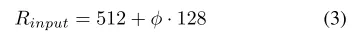 R_{input} = 512 + ϕ · 128 (3)